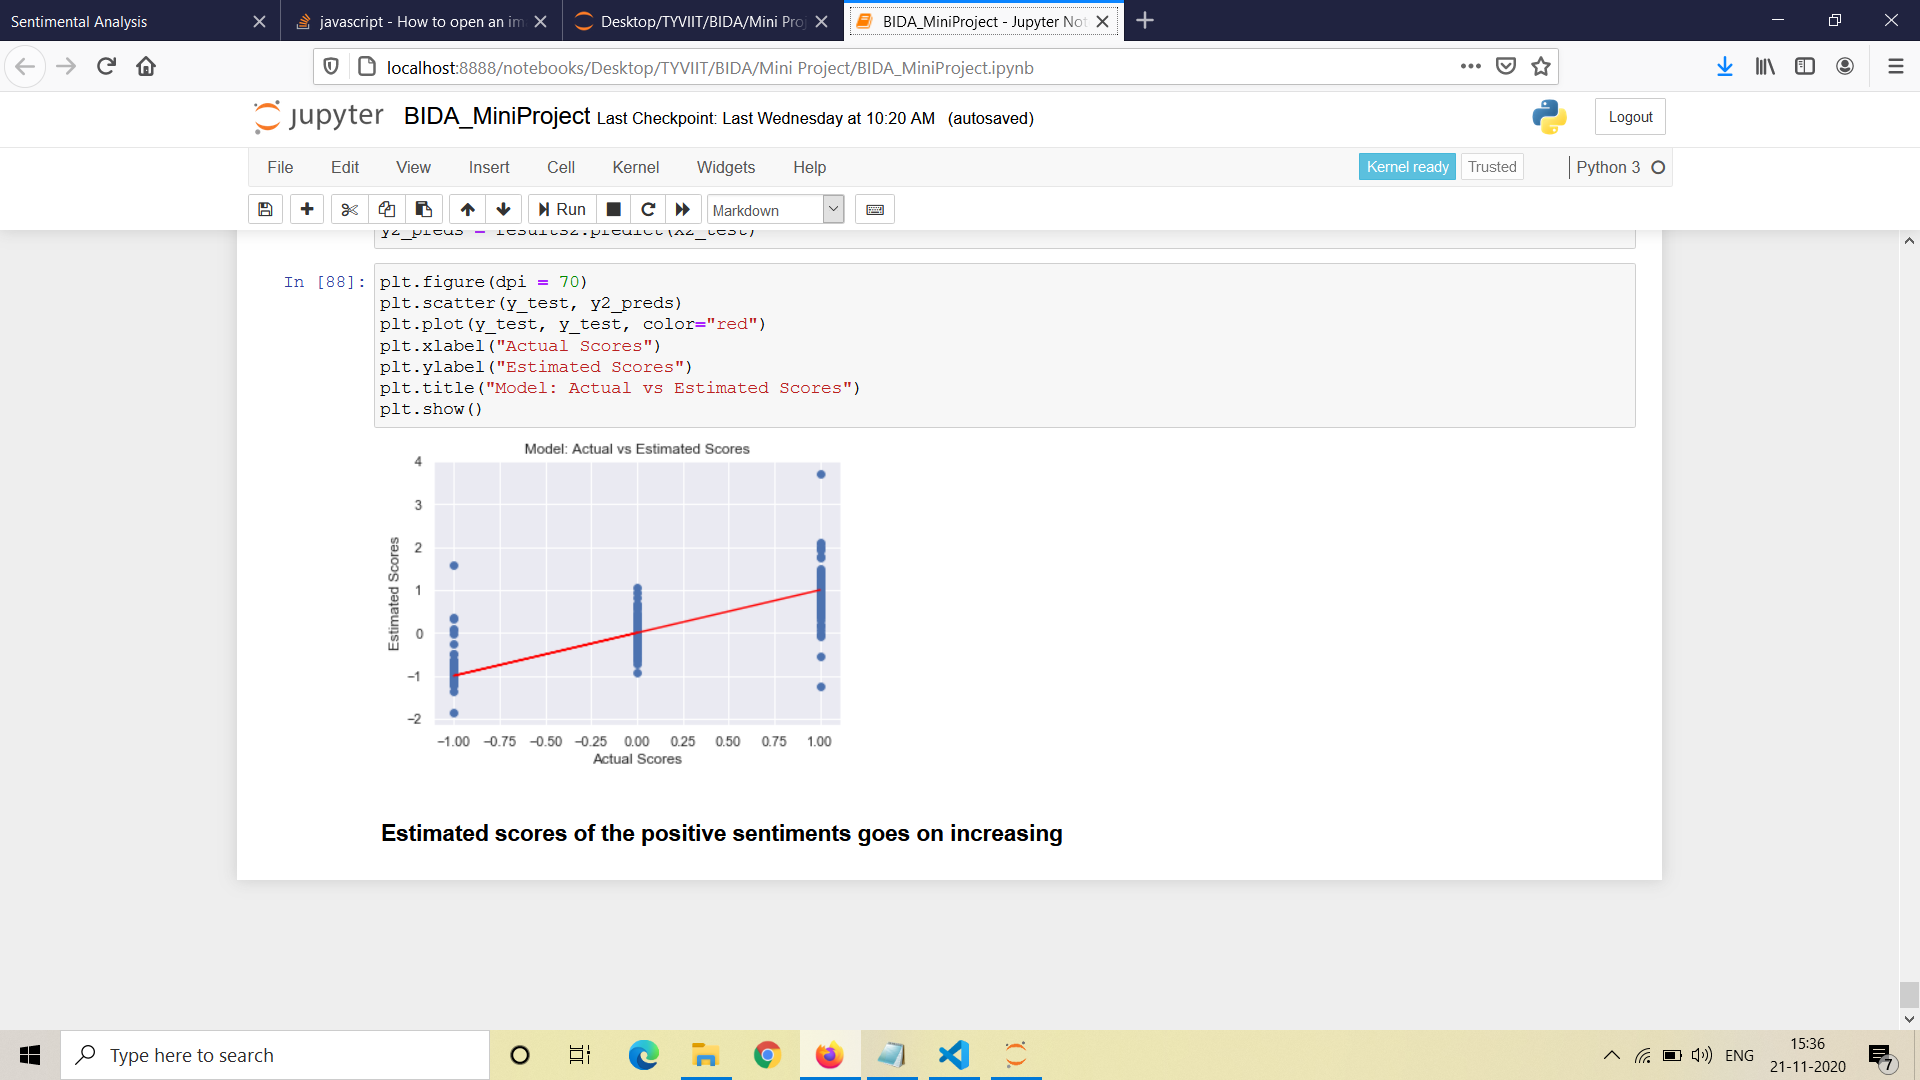 Sentimental Analysis
javascript - How to open an im
Desktop/TYVIIT/BIDA/Mini Proj
BIDA_MiniProject - Jupyter Not
localhost:8888/notebooks/Desktop/TYVIIT/BIDA/Mini Project/BIDA_MiniProject.ipynb
jupyter BIDA_MiniProject Last Checkpoint: Last Wednesday at 10:20 AM (autosaved)
Logout
File Edit View Insert Cell Kernel Widgets Help
Kernel ready Trusted Python 3
Run Markdown
y2_preds = results2.predict(x2_test)
In [88]:
plt.figure(dpi = 70)
plt.scatter(y_test, y2_preds)
plt.plot(y_test, y_test, color="red")
plt.xlabel("Actual Scores")
plt.ylabel("Estimated Scores")
plt.title("Model: Actual vs Estimated Scores")
plt.show()
Model: Actual vs Estimated Scores
4
3
2
1
0
−1
−2
Estimated Scores
−1.00 −0.75 −0.50 −0.25 0.00 0.25 0.50 0.75 1.00
Actual Scores
Estimated scores of the positive sentiments goes on increasing
Type here to search
ENG
15:36
21-11-2020
7